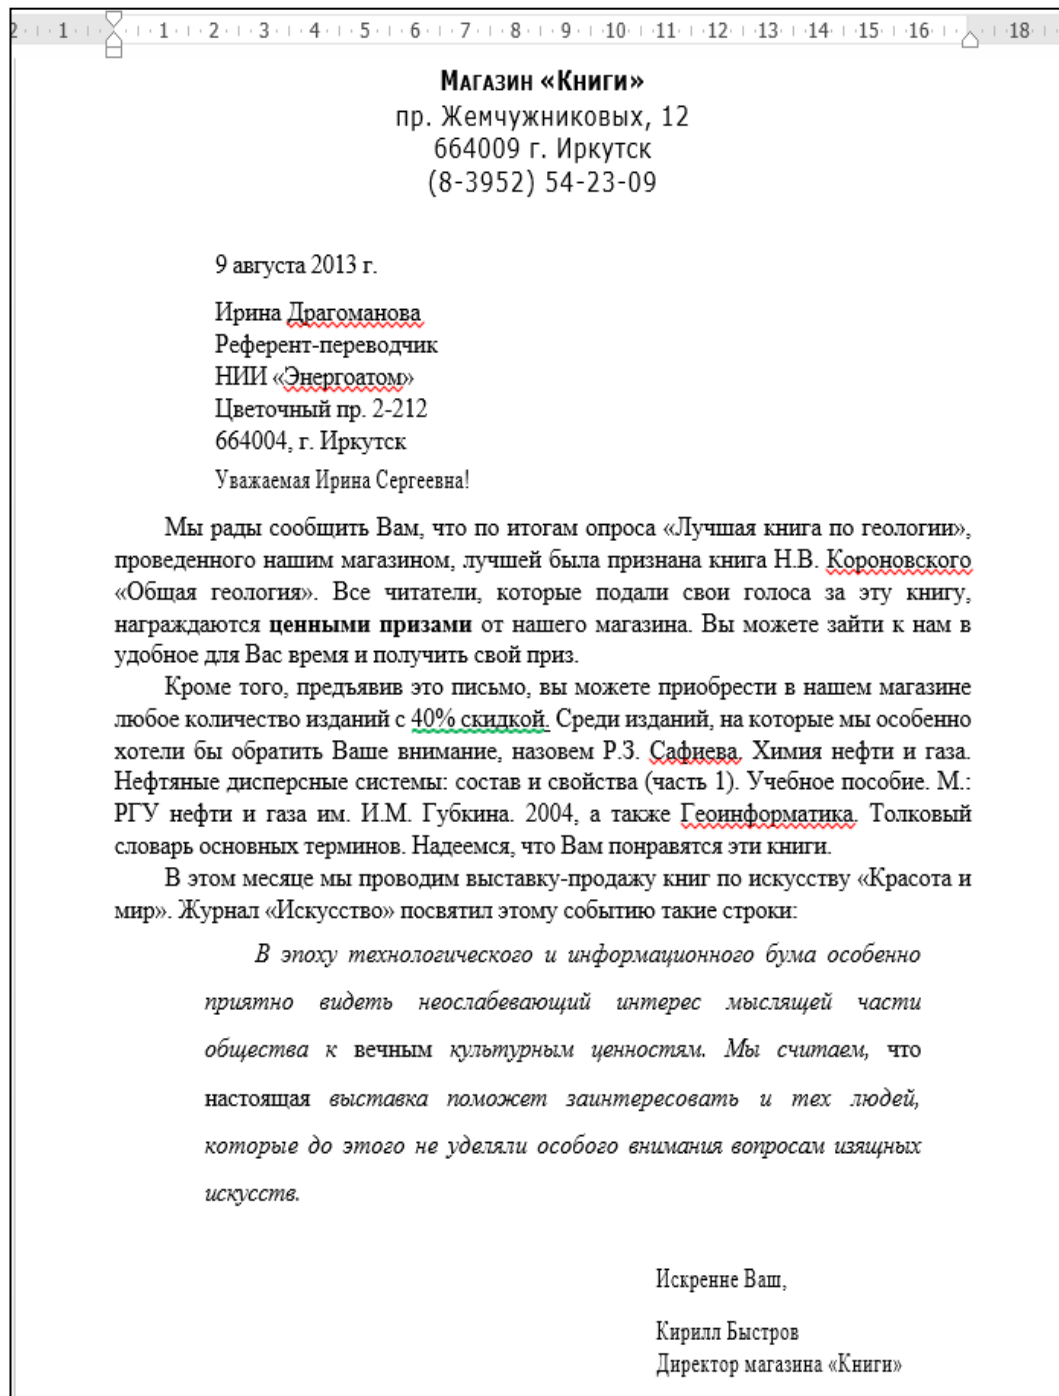 2 1 1 2 3 4 5 6 7 8 9 10 11 12 13 14 15 16 18
Магазин «Книги»
пр. Жемчужниковых, 12
664009 г. Иркутск
(8-3952) 54-23-09
9 августа 2013 г.
Ирина Драгоманова
Референт-переводчик
НИИ «Энергоатом»
Цветочный пр. 2-212
664004, г. Иркутск
Уважаемая Ирина Сергеевна!
Мы рады сообщить Вам, что по итогам опроса «Лучшая книга по геологии»,
проведенного нашим магазином, лучшей была признана книга Н.В. Короновского
«Общая геология». Все читатели, которые подали свои голоса за эту книгу,
награждаются ценными призами от нашего магазина. Вы можете зайти к нам в
удобное для Вас время и получить свой приз.
Кроме того, предъявив это письмо, вы можете приобрести в нашем магазине
любое количество изданий с 40% скидкой. Среди изданий, на которые мы особенно
хотели бы обратить Ваше внимание, назовем Р.З. Сафиева. Химия нефти и газа.
Нефтяные дисперсные системы: состав и свойства (часть 1). Учебное пособие. М.:
РГУ нефти и газа им. И.М. Губкина. 2004, а также Геоинформатика. Толковый
словарь основных терминов. Надеемся, что Вам понравятся эти книги.
В этом месяце мы проводим выставку-продажу книг по искусству «Красота и
мир». Журнал «Искусство» посвятил этому событию такие строки:
В эпоху технологического и информационного бума особенно
приятно видеть неослабевающий интерес мыслящей части
общества к вечным культурным ценностям. Мы считаем, что
настоящая выставка поможет заинтересовать и тех людей,
которые до этого не уделяли особого внимания вопросам изящных
искусств.
Искренне Ваш,
Кирилл Быстров
Директор магазина «Книги»